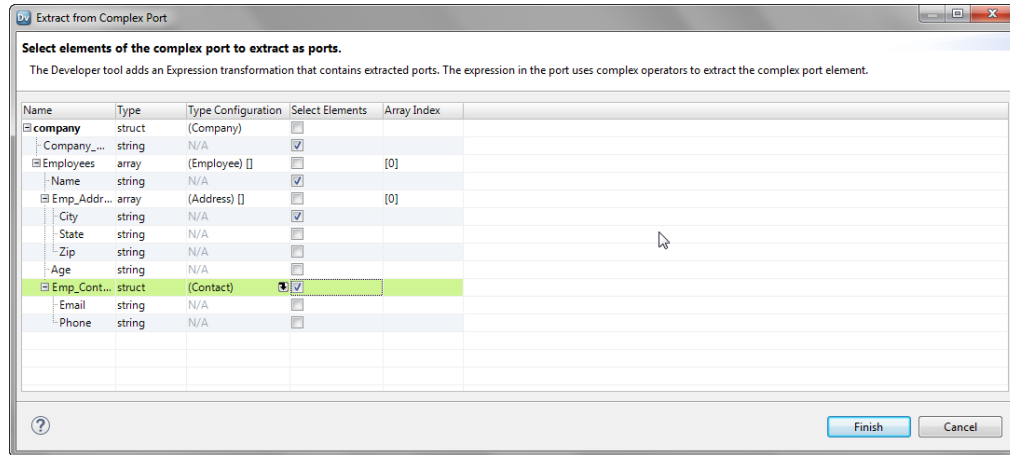 Dv Extract from Complex Port
Select elements of the complex port to extract as ports.
The Developer tool adds an Expression transformation that contains extracted ports. The expression in the port uses complex operators to extract the complex port element.
Name Type Type Configuration Select Elements Array Index
company struct (Company)
Company_... string N/A
Employees array (Employee) [] [0]
Name string N/A
Emp_Addr... array (Address) [] [0]
City string N/A
State string N/A
Zip string N/A
Age string N/A
Emp_Cont... struct (Contact)
Email string N/A
Phone string N/A
? Finish Cancel